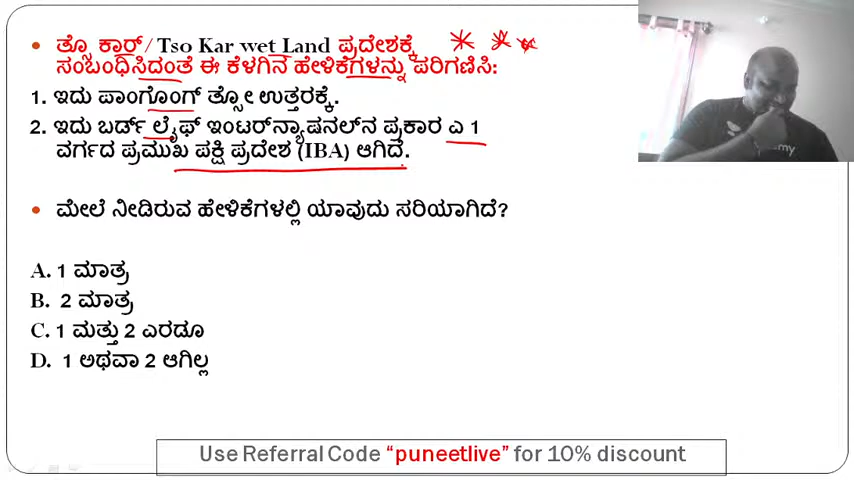 • ತ್ಸೊ ಕಾರ್/ Tso Kar wet Land ಪ್ರದೇಶಕ್ಕೆ
ಸಂಬಂಧಿಸಿದಂತೆ ಈ ಕೆಳಗಿನ ಹೇಳಿಕೆಗಳನ್ನು ಪರಿಗಣಿಸಿ:
1. ಇದು ಪಾಂಗೊಂಗ್ ತ್ಸೋ ಉತ್ತರಕ್ಕೆ.
2. ಇದು ಬರ್ಡ್ ಲೈಫ್ ಇಂಟರ್‌ನ್ಯಾಷನಲ್‌ನ ಪ್ರಕಾರ ಎ 1
ವರ್ಗದ ಪ್ರಮುಖ ಪಕ್ಷಿ ಪ್ರದೇಶ (IBA) ಆಗಿದೆ.
• ಮೇಲೆ ನೀಡಿರುವ ಹೇಳಿಕೆಗಳಲ್ಲಿ ಯಾವುದು ಸರಿಯಾಗಿದೆ?
A. 1 ಮಾತ್ರ
B. 2 ಮಾತ್ರ
C. 1 ಮತ್ತು 2 ಎರಡೂ
D. 1 ಅಥವಾ 2 ಆಗಿಲ್ಲ
Use Referral Code “puneetlive” for 10% discount